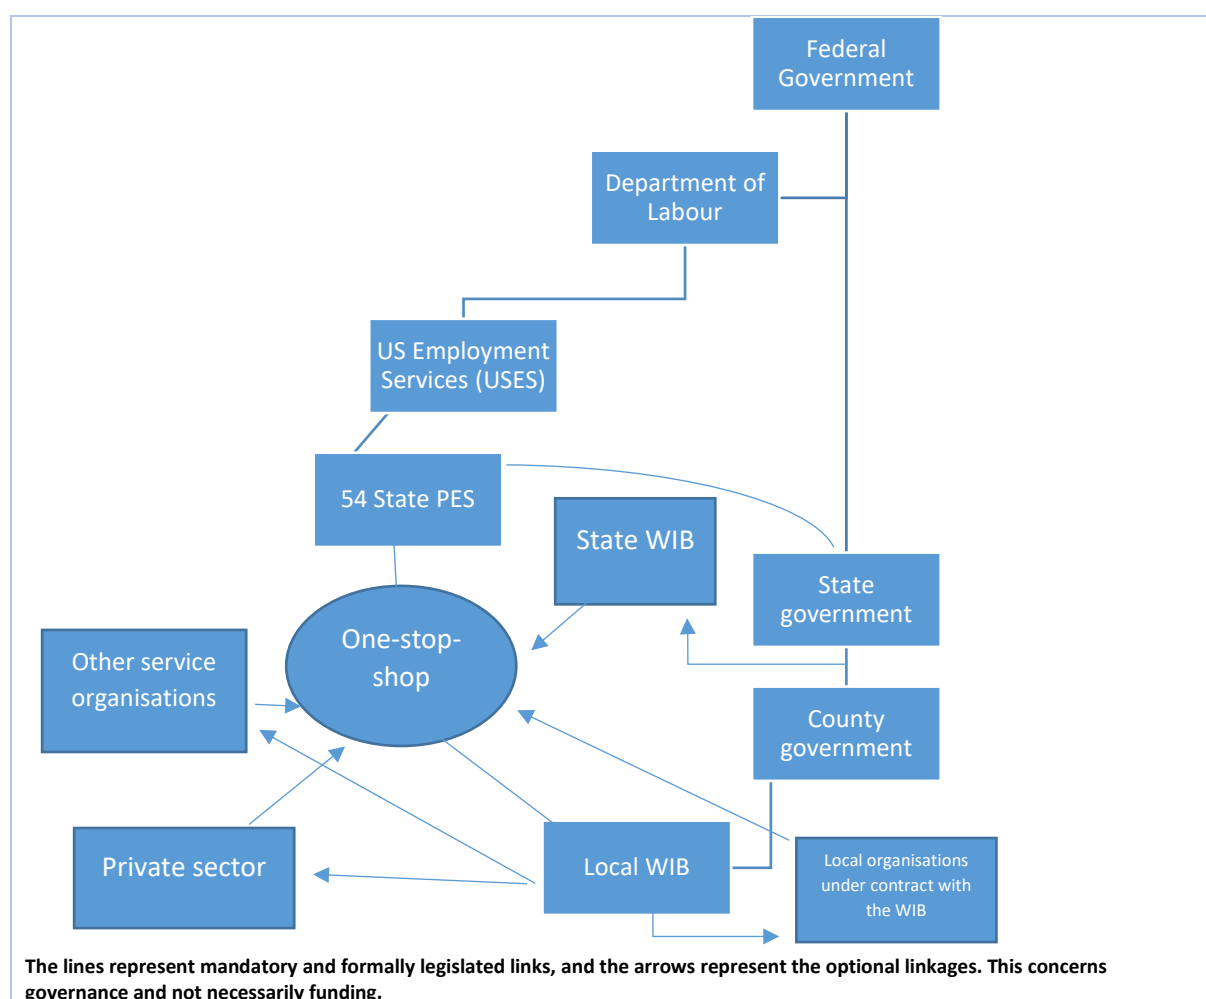 Federal
Government
Department of
Labour
US Employment
Services (USES)
54 State PES
State WIB
State
government
One-stop-
shop
Other service
organisations
County
government
Private sector
Local WIB
Local organisations
under contract with
the WIB
The lines represent mandatory and formally legislated links, and the arrows represent the optional linkages. This concerns
governance and not necessarily funding.